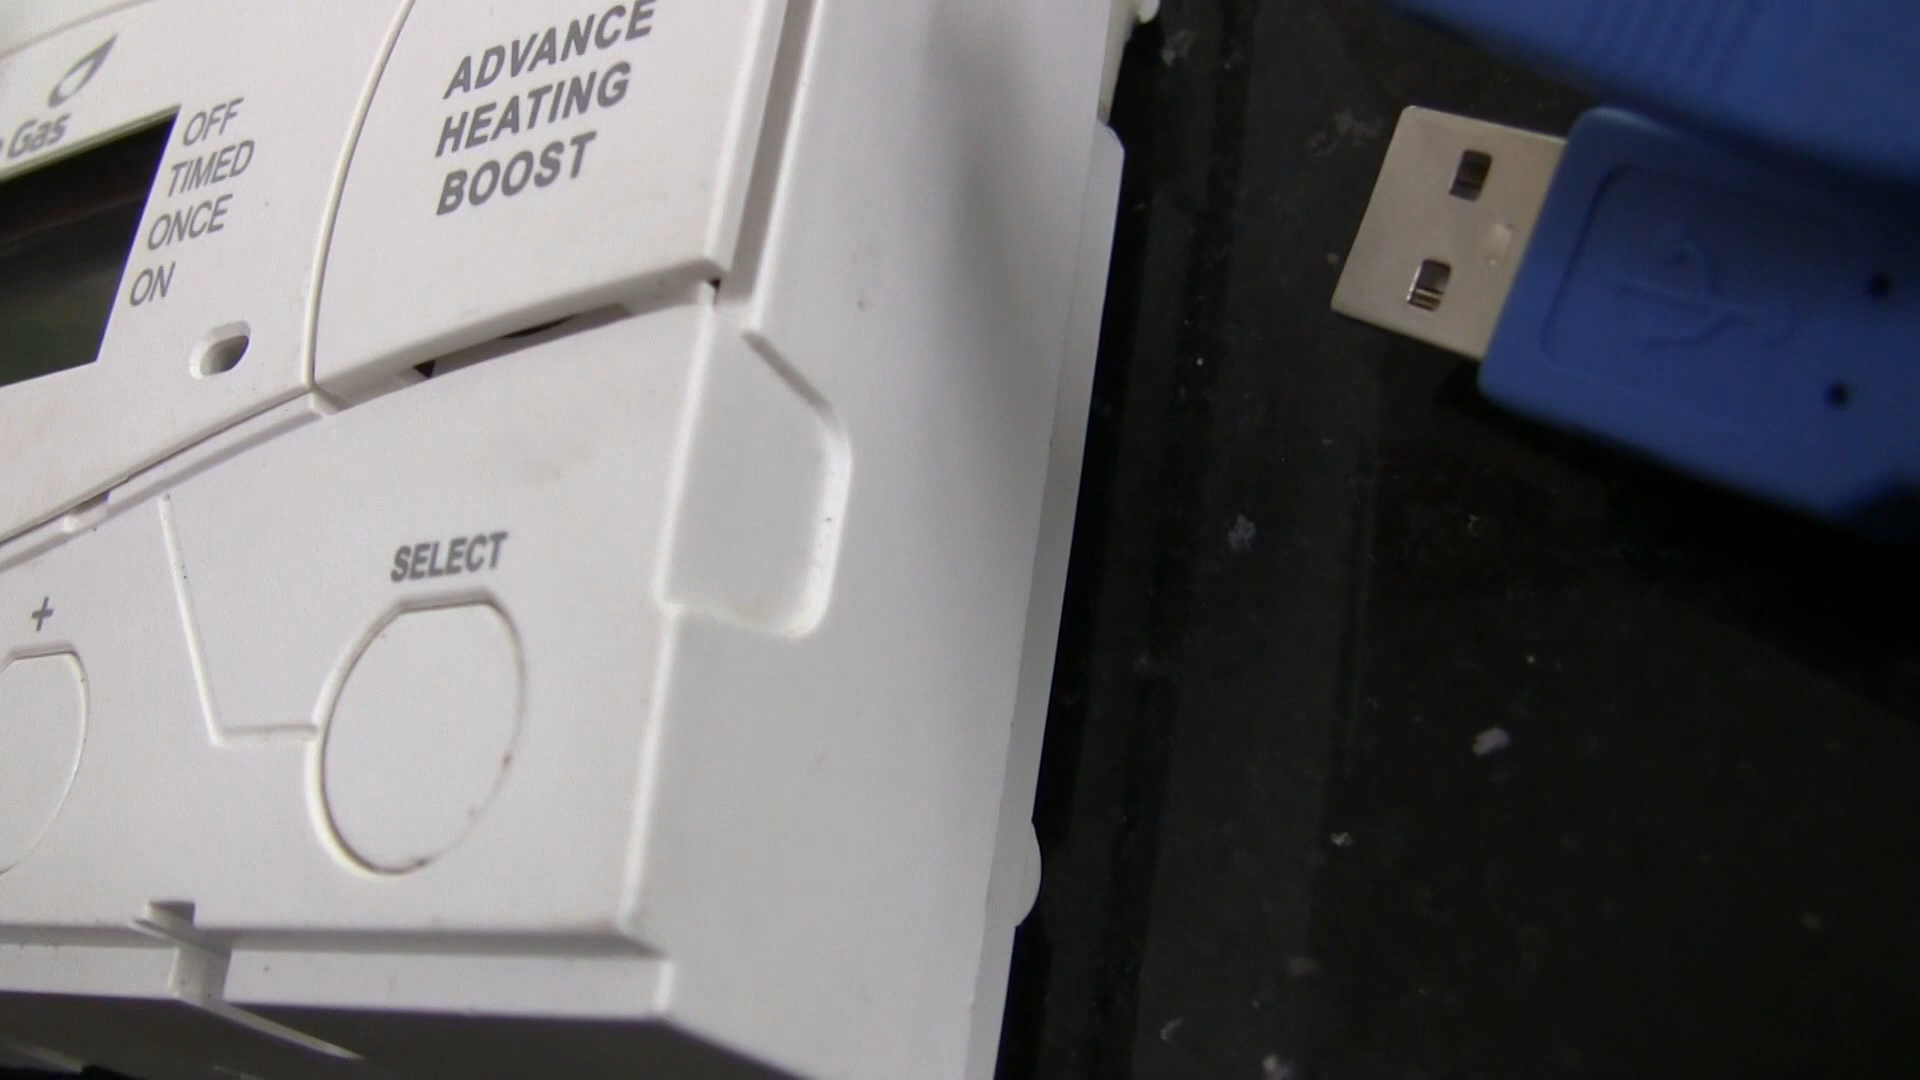 Gas
OFF
TIMED
ONCE
ON
ADVANCE
HEATING
BOOST
SELECT
+